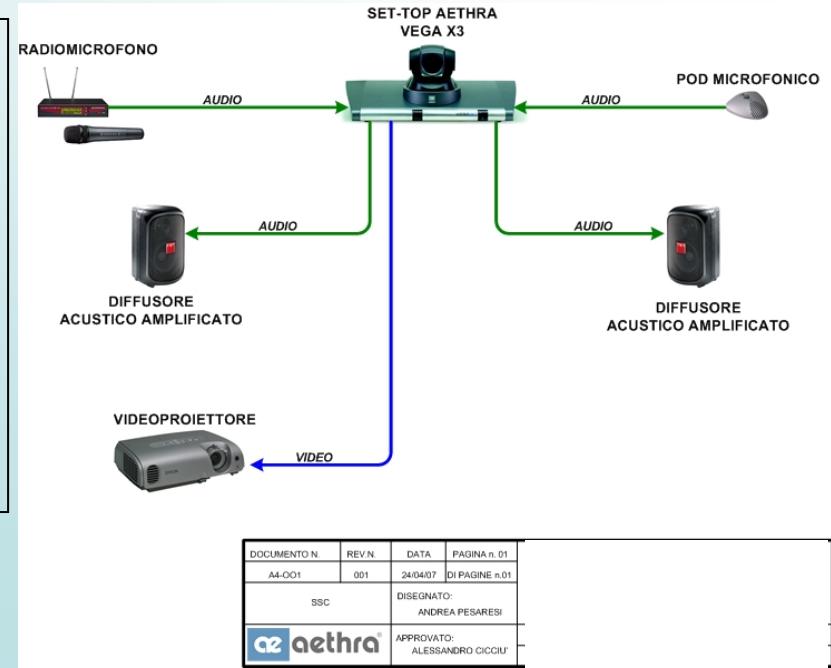 SET-TOP AETHRA
VEGA X3
RADIOMICROFONO
POD MICROFONICO
AUDIO
AUDIO
AUDIO
AUDIO
DIFFUSORE
ACUSTICO AMPLIFICATO
DIFFUSORE
ACUSTICO AMPLIFICATO
VIDEOPROIETTORE
VIDEO
DOCUMENTO N. REV.N. DATA PAGINA n. 01
A4-OO1 001 24/04/07 DI PAGINE n.01
SSC
DISEGNATO:
ANDREA PESARESI
ae aethra
APPROVATO:
ALESSANDRO CICCIU'